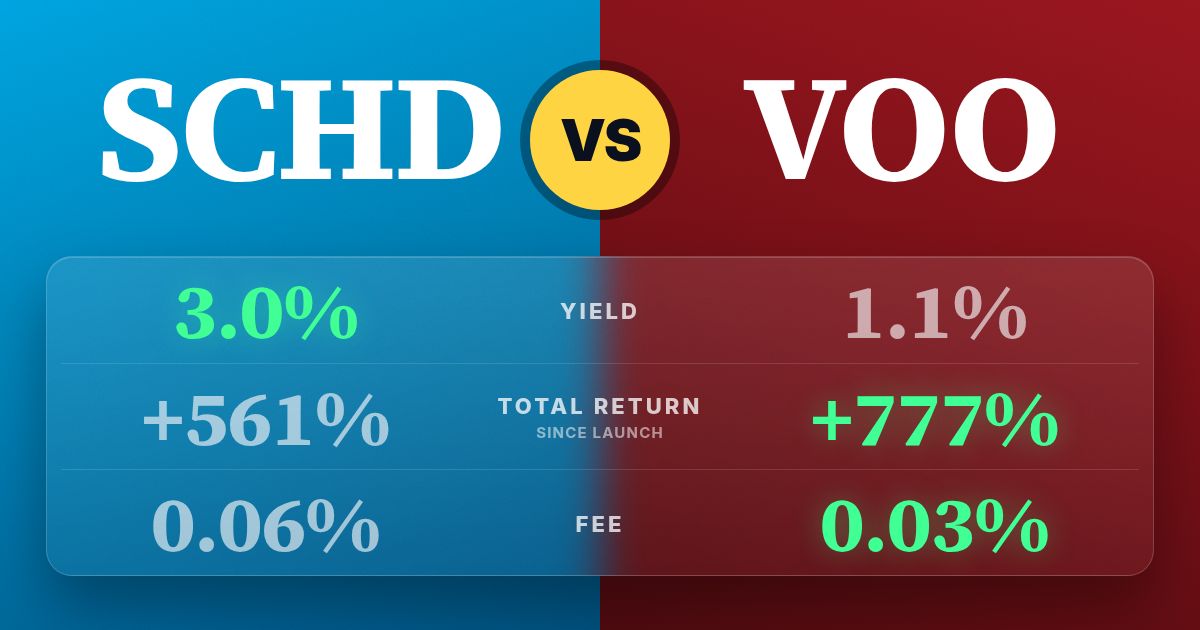 SCHD VS VOO
3.0% YIELD 1.1%
+561% TOTAL RETURN +777%
SINCE LAUNCH
0.06% FEE 0.03%